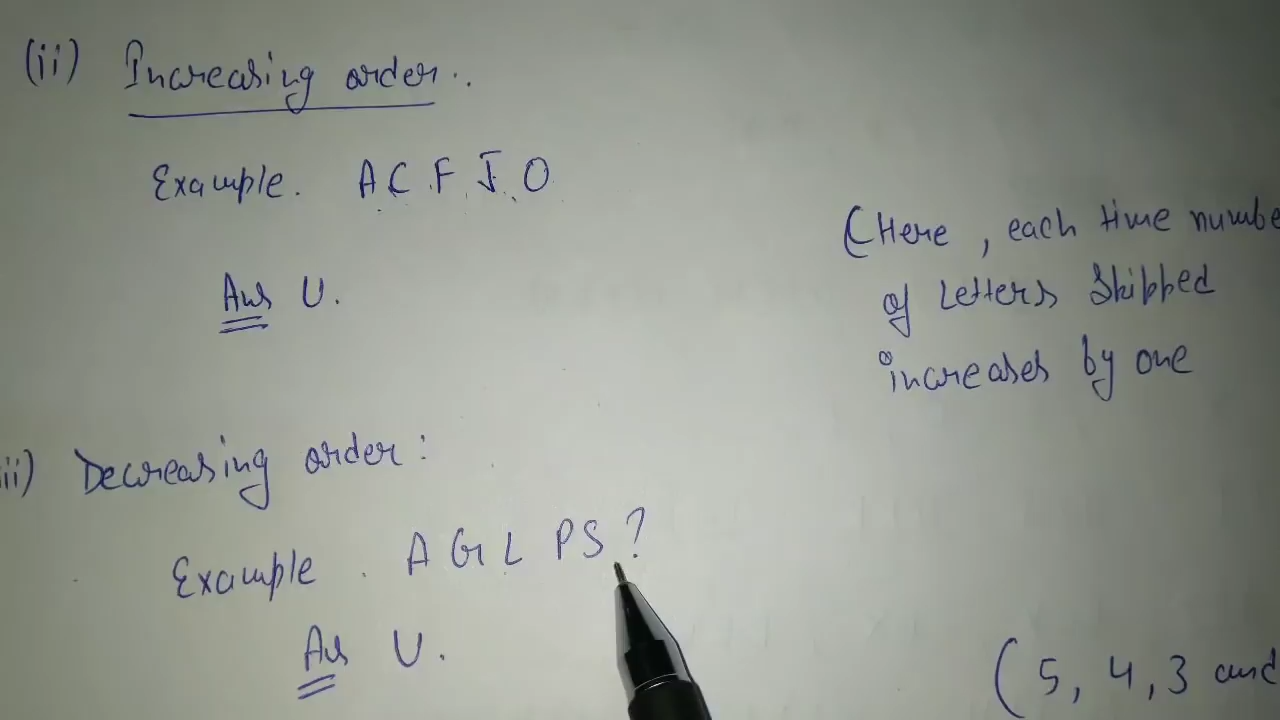 (ii) Increasing order..
Example. A C F J O
Ans U.
(Here, each time numbe
of Letters Skipped
increases by one
ii) Decreasing order:
Example. A G L P S ?
Ans U.
(5, 4, 3 and